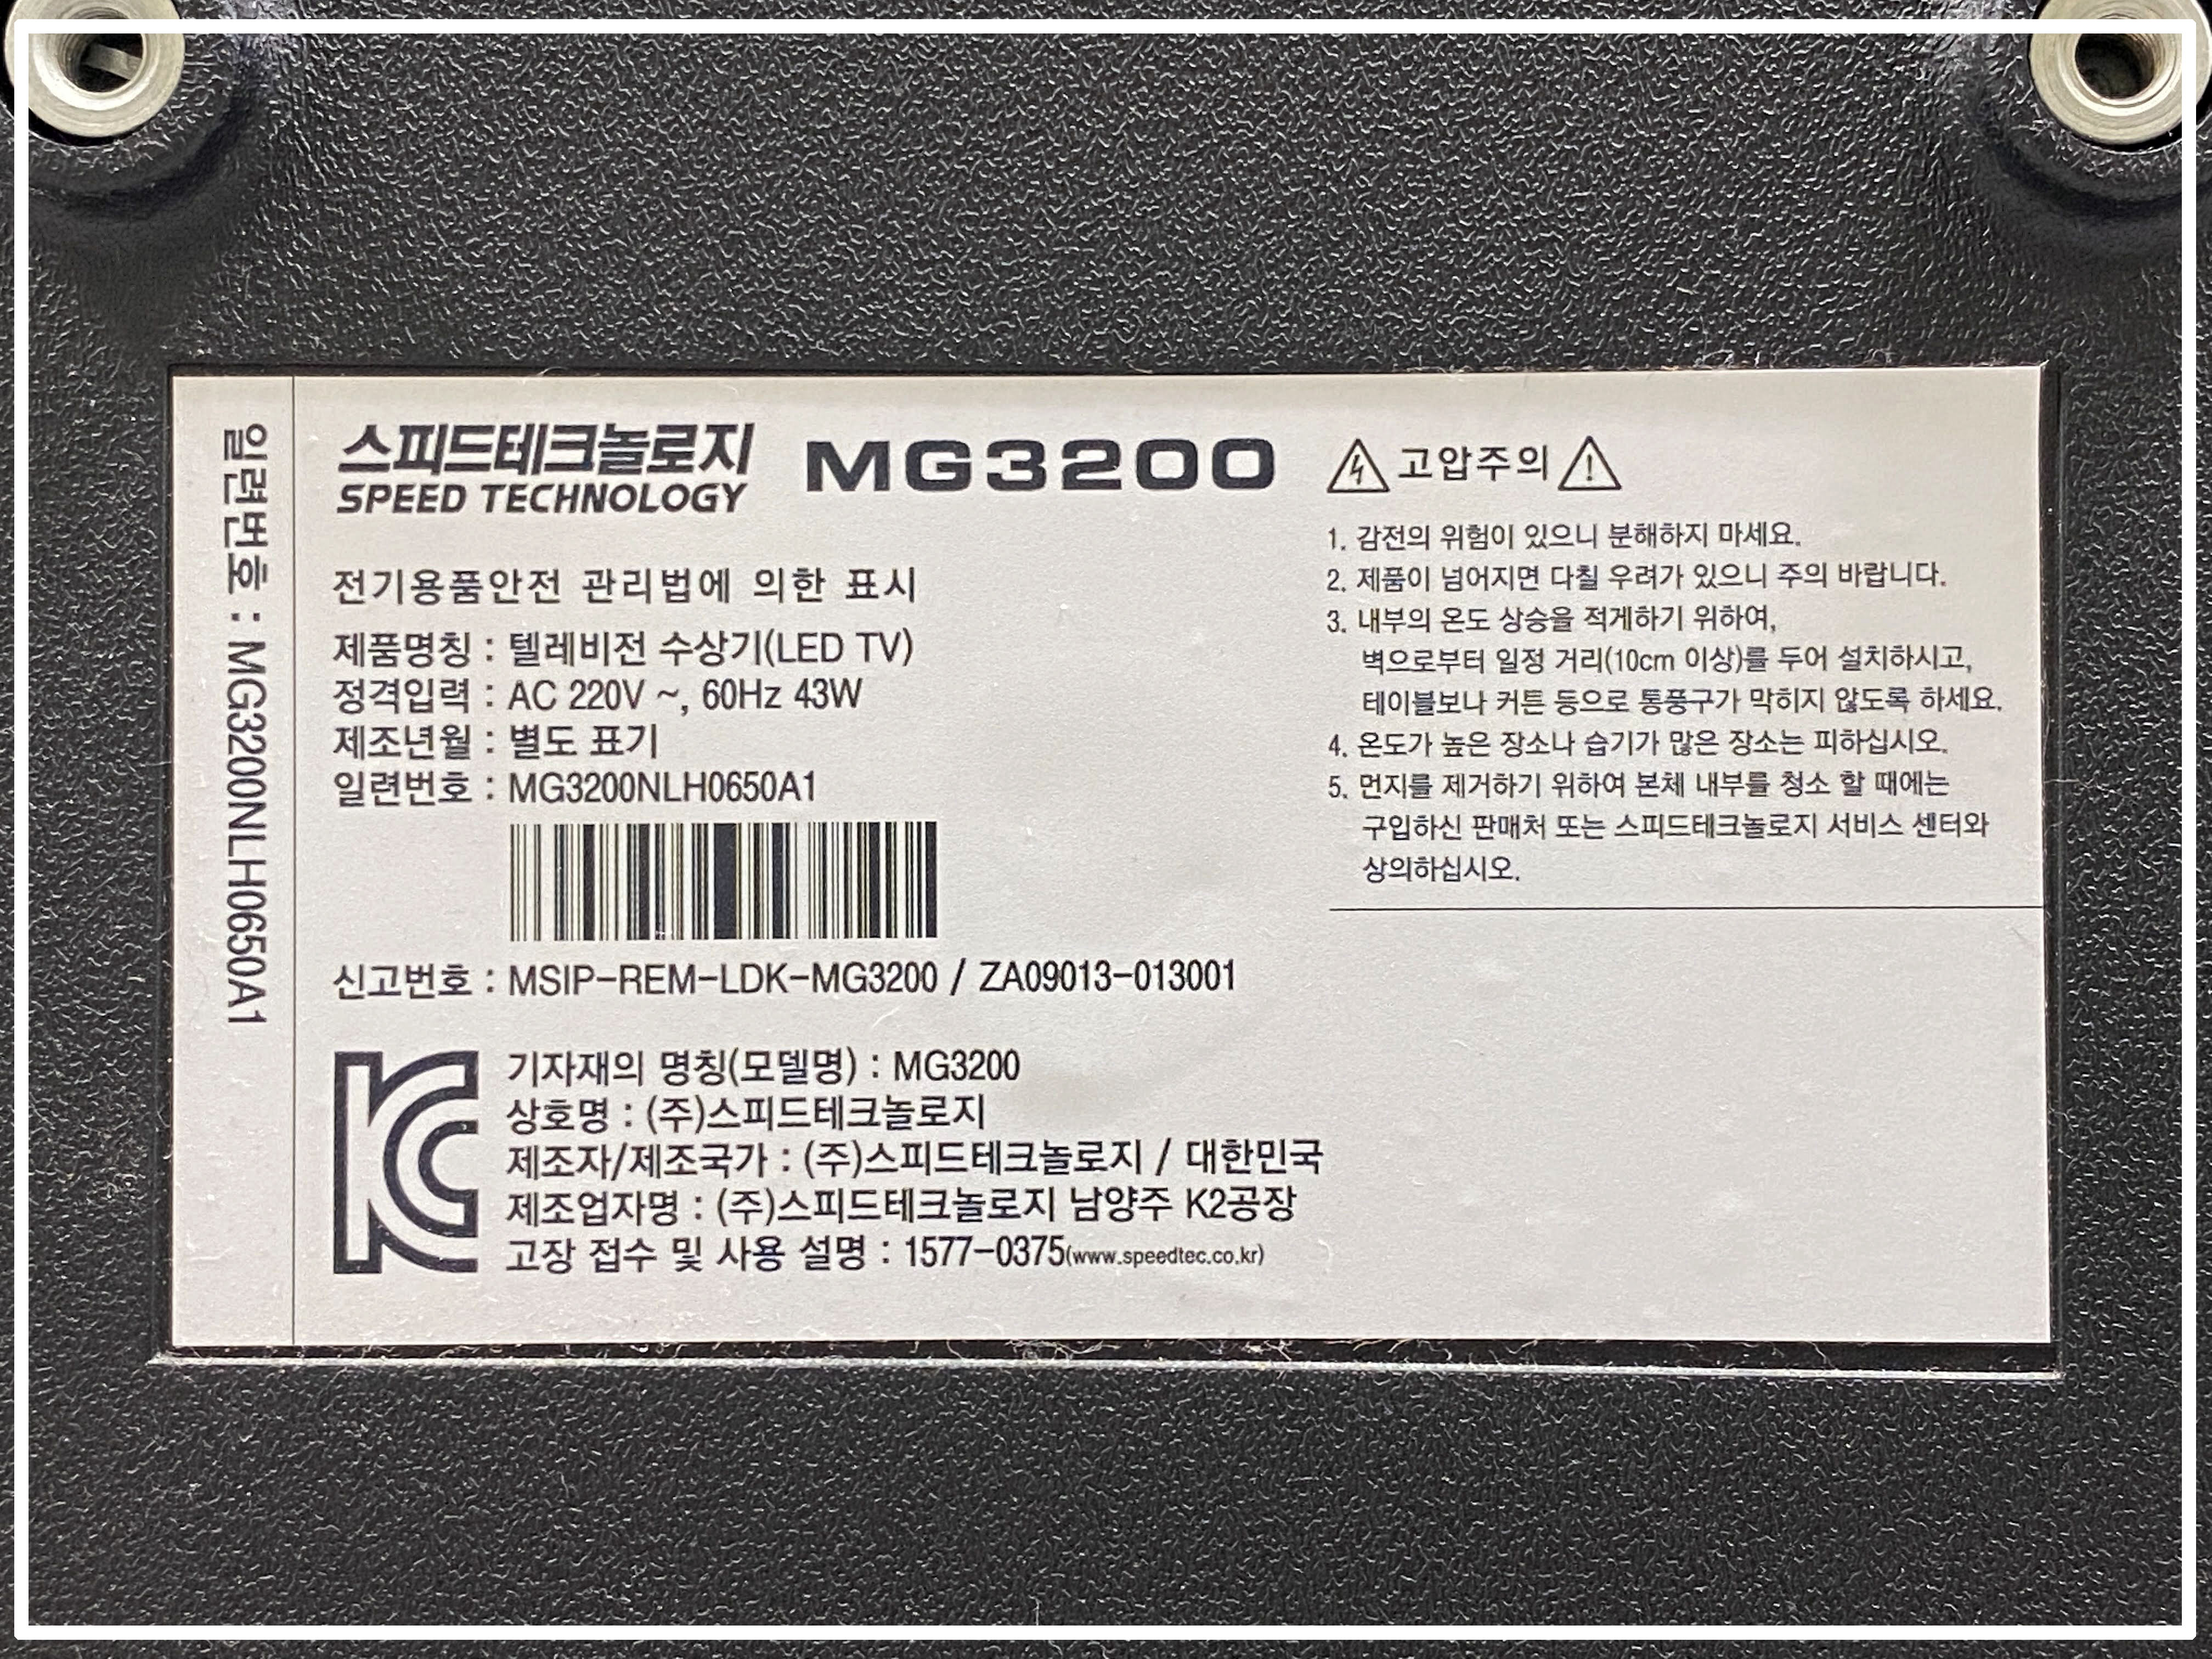 일련번호 : MG3200NLH0650A1
스피드테크놀로지
SPEED TECHNOLOGY
MG3200
전기용품안전 관리법에 의한 표시
제품명칭 : 텔레비전 수상기(LED TV)
정격입력 : AC 220V ~, 60Hz 43W
제조년월 : 별도 표기
일련번호 : MG3200NLH0650A1
신고번호 : MSIP-REM-LDK-MG3200 / ZA09013-013001
KC
기자재의 명칭(모델명) : MG3200
상호명 : (주)스피드테크놀로지
제조자/제조국가 : (주)스피드테크놀로지 / 대한민국
제조업자명 : (주)스피드테크놀로지 남양주 K2공장
고장 접수 및 사용 설명 : 1577-0375(www.speedtec.co.kr)
고압주의
1. 감전의 위험이 있으니 분해하지 마세요.
2. 제품이 넘어지면 다칠 우려가 있으니 주의 바랍니다.
3. 내부의 온도 상승을 적게하기 위하여,
벽으로부터 일정 거리(10cm 이상)를 두어 설치하시고,
테이블보나 커튼 등으로 통풍구가 막히지 않도록 하세요.
4. 온도가 높은 장소나 습기가 많은 장소는 피하십시오.
5. 먼지를 제거하기 위하여 본체 내부를 청소 할 때에는
구입하신 판매처 또는 스피드테크놀로지 서비스 센터와
상의하십시오.